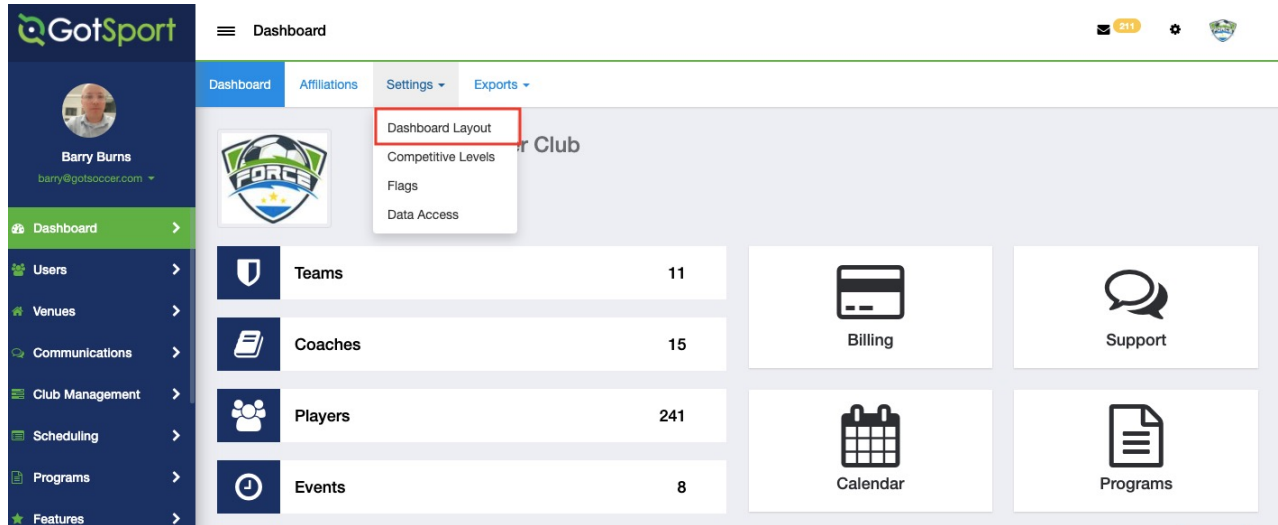 GotSport
Dashboard
211
Barry Burns
barry@gotsoccer.com
Dashboard
Users
Venues
Communications
Club Management
Scheduling
Programs
Features
Dashboard
Affiliations
Settings
Exports
Dashboard Layout
Competitive Levels
Flags
Data Access
r Club
FORCE
Teams
11
Coaches
15
Players
241
Events
8
Billing
Support
Calendar
Programs